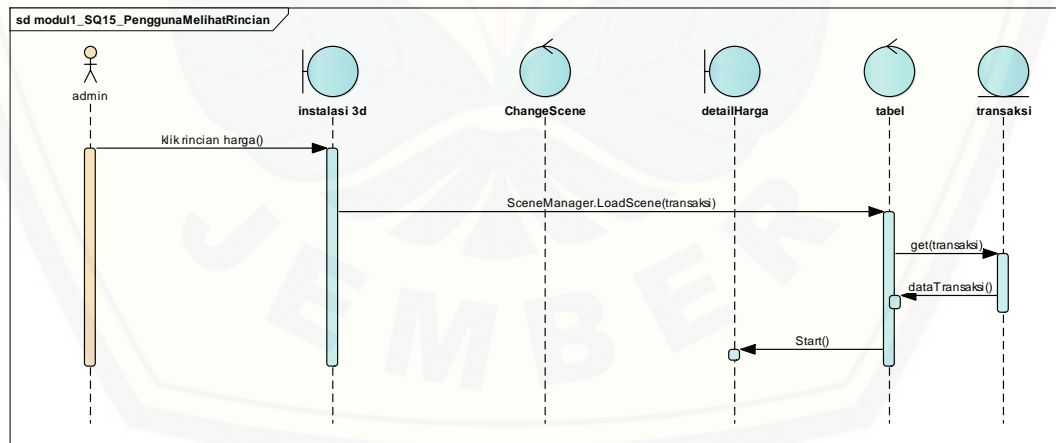 sd modul1_SQ15_PenggunaMelihatRincian
admin
instalasi 3d
ChangeScene
detailHarga
tabel
transaksi
klik rincian harga()
SceneManager.LoadScene(transaksi)
get(transaksi)
dataTransaksi()
Start()
JEMBER